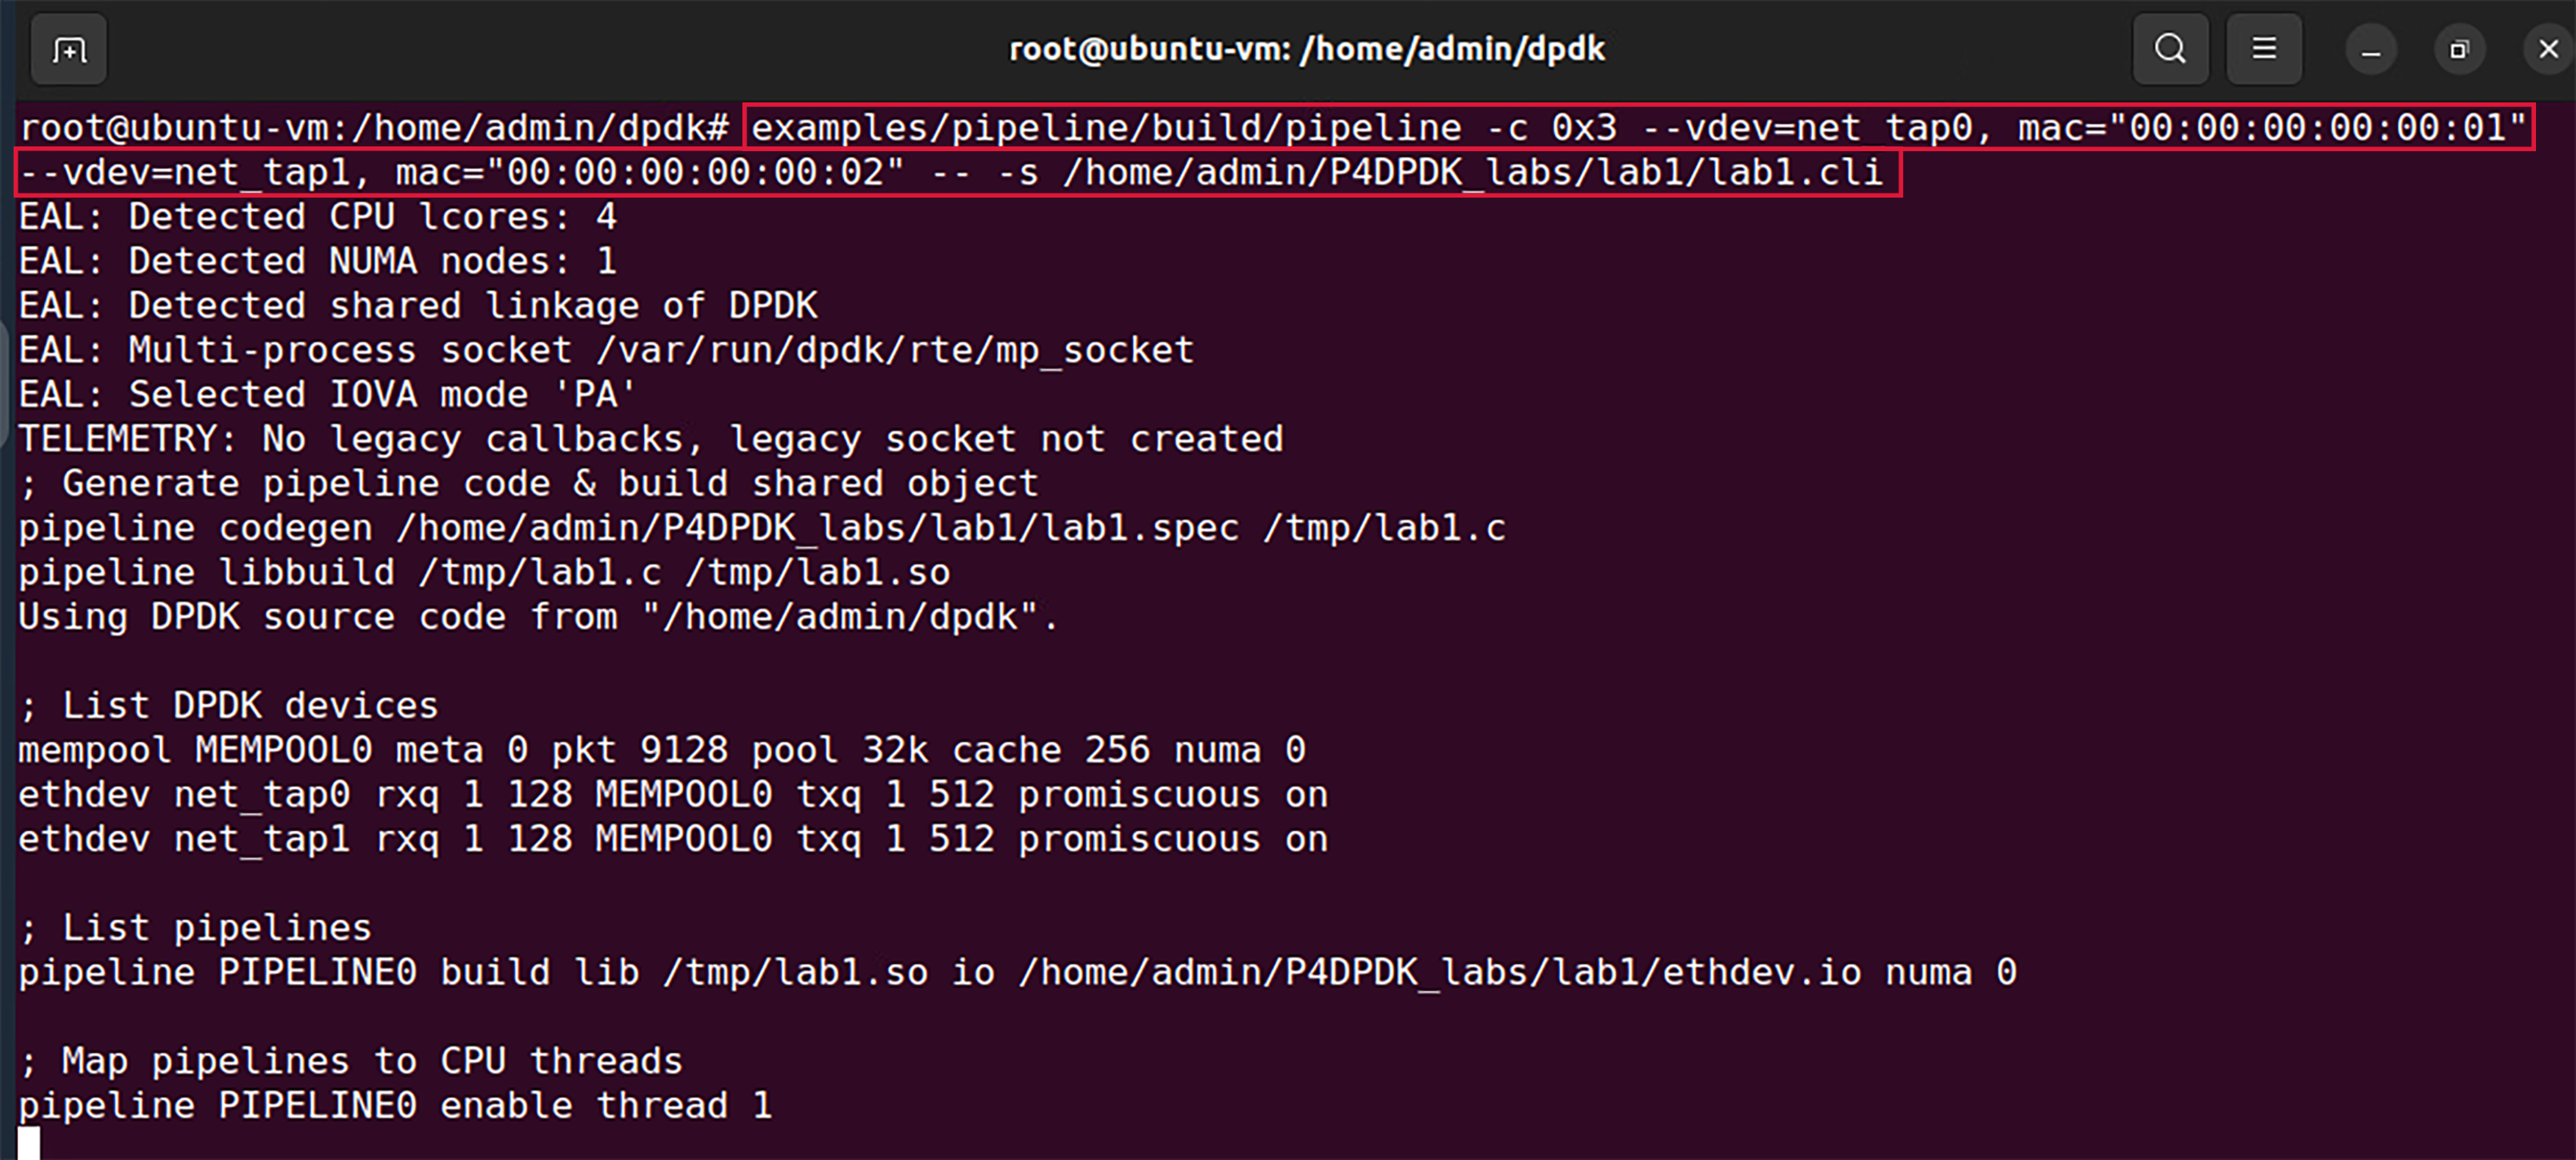 root@ubuntu-vm: /home/admin/dpdk
root@ubuntu-vm:/home/admin/dpdk# examples/pipeline/build/pipeline -c 0x3 --vdev=net_tap0, mac="00:00:00:00:00:01"
--vdev=net_tap1, mac="00:00:00:00:00:02" -- -s /home/admin/P4DPDK_labs/lab1/lab1.cli
EAL: Detected CPU lcores: 4
EAL: Detected NUMA nodes: 1
EAL: Detected shared linkage of DPDK
EAL: Multi-process socket /var/run/dpdk/rte/mp_socket
EAL: Selected IOVA mode 'PA'
TELEMETRY: No legacy callbacks, legacy socket not created
; Generate pipeline code & build shared object
pipeline codegen /home/admin/P4DPDK_labs/lab1/lab1.spec /tmp/lab1.c
pipeline libbuild /tmp/lab1.c /tmp/lab1.so
Using DPDK source code from "/home/admin/dpdk".
; List DPDK devices
mempool MEMPOOL0 meta 0 pkt 9128 pool 32k cache 256 numa 0
ethdev net_tap0 rxq 1 128 MEMPOOL0 txq 1 512 promiscuous on
ethdev net_tap1 rxq 1 128 MEMPOOL0 txq 1 512 promiscuous on
; List pipelines
pipeline PIPELINE0 build lib /tmp/lab1.so io /home/admin/P4DPDK_labs/lab1/ethdev.io numa 0
; Map pipelines to CPU threads
pipeline PIPELINE0 enable thread 1